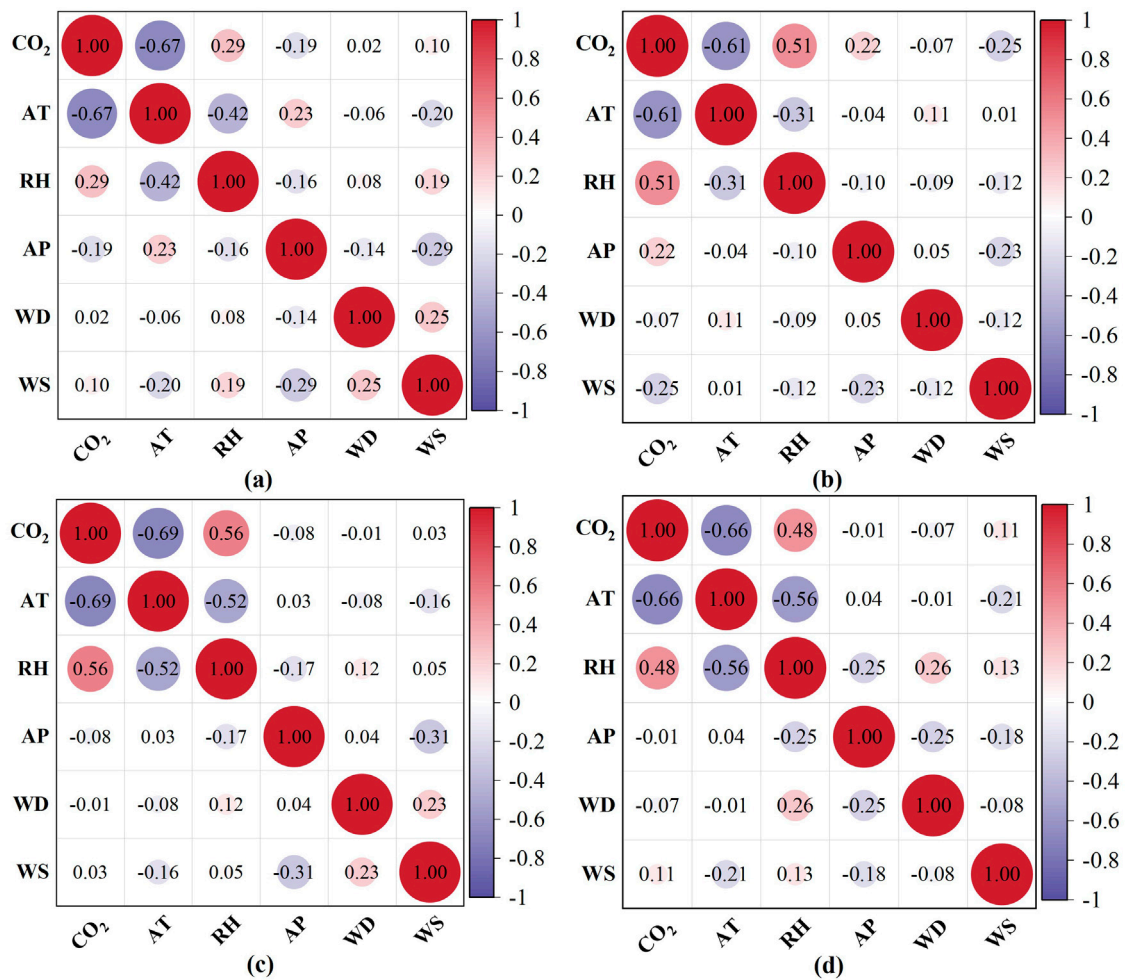 CO₂ 1.00 -0.67 0.29 -0.19 0.02 0.10
AT -0.67 1.00 -0.42 0.23 -0.06 -0.20
RH 0.29 -0.42 1.00 -0.16 0.08 0.19
AP -0.19 0.23 -0.16 1.00 -0.14 -0.29
WD 0.02 -0.06 0.08 -0.14 1.00 0.25
WS 0.10 -0.20 0.19 -0.29 0.25 1.00
CO₂ AT RH AP WD WS
1
0.8
0.6
0.4
0.2
0
-0.2
-0.4
-0.6
-0.8
-1
(a)
CO₂ 1.00 -0.61 0.51 0.22 -0.07 -0.25
AT -0.61 1.00 -0.31 -0.04 0.11 0.01
RH 0.51 -0.31 1.00 -0.10 -0.09 -0.12
AP 0.22 -0.04 -0.10 1.00 0.05 -0.23
WD -0.07 0.11 -0.09 0.05 1.00 -0.12
WS -0.25 0.01 -0.12 -0.23 -0.12 1.00
CO₂ AT RH AP WD WS
1
0.8
0.6
0.4
0.2
0
-0.2
-0.4
-0.6
-0.8
-1
(b)
CO₂ 1.00 -0.69 0.56 -0.08 -0.01 0.03
AT -0.69 1.00 -0.52 0.03 -0.08 -0.16
RH 0.56 -0.52 1.00 -0.17 0.12 0.05
AP -0.08 0.03 -0.17 1.00 0.04 -0.31
WD -0.01 -0.08 0.12 0.04 1.00 0.23
WS 0.03 -0.16 0.05 -0.31 0.23 1.00
CO₂ AT RH AP WD WS
1
0.8
0.6
0.4
0.2
0
-0.2
-0.4
-0.6
-0.8
-1
(c)
CO₂ 1.00 -0.66 0.48 -0.01 -0.07 0.11
AT -0.66 1.00 -0.56 0.04 -0.01 -0.21
RH 0.48 -0.56 1.00 -0.25 0.26 0.13
AP -0.01 0.04 -0.25 1.00 -0.25 -0.18
WD -0.07 -0.01 0.26 -0.25 1.00 -0.08
WS 0.11 -0.21 0.13 -0.18 -0.08 1.00
CO₂ AT RH AP WD WS
1
0.8
0.6
0.4
0.2
0
-0.2
-0.4
-0.6
-0.8
-1
(d)